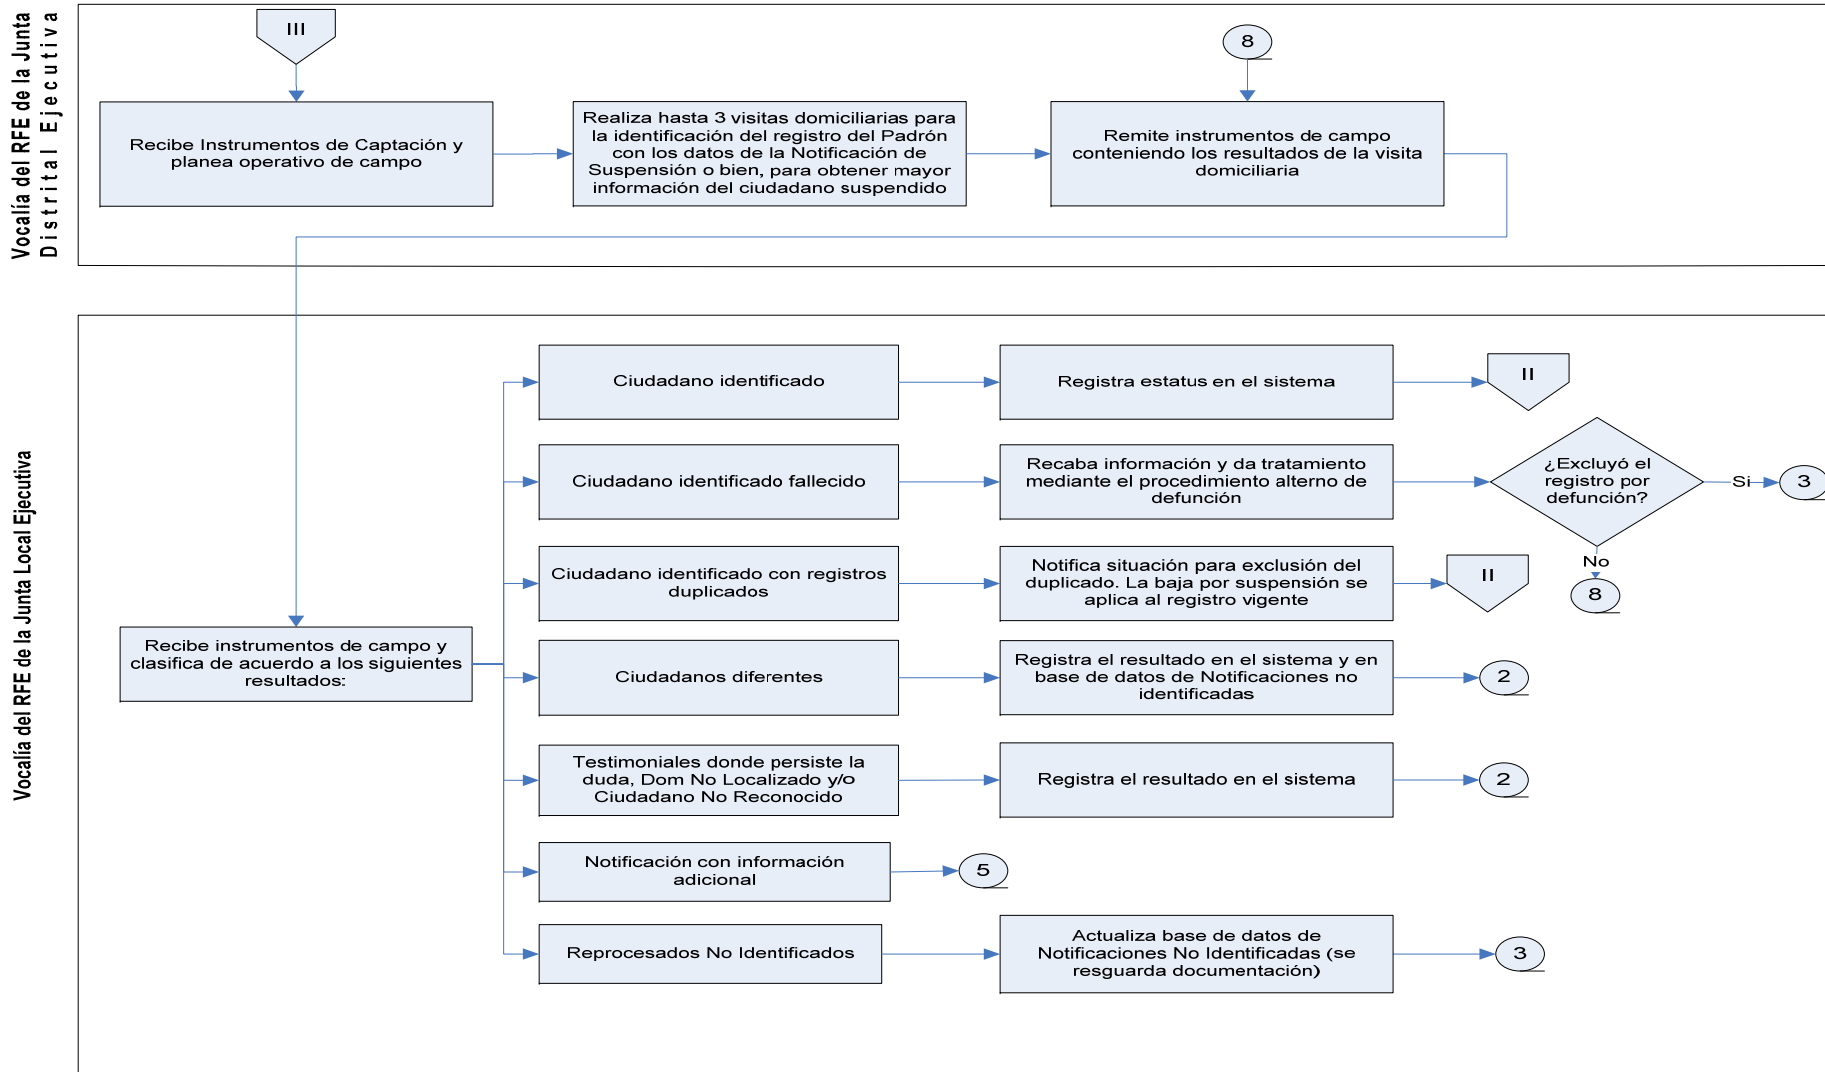 Vocalía del RFE de la Junta
Distrital Ejecutiva
III
8
Recibe Instrumentos de Captación y
planea operativo de campo
Realiza hasta 3 visitas domiciliarias para
la identificación del registro del Padrón
con los datos de la Notificación de
Suspensión o bien, para obtener mayor
información del ciudadano suspendido
Remite instrumentos de campo
conteniendo los resultados de la visita
domiciliaria
Vocalía del RFE de la Junta Local Ejecutiva
Recibe instrumentos de campo y
clasifica de acuerdo a los siguientes
resultados:
Ciudadano identificado
Registra estatus en el sistema
II
Ciudadano identificado fallecido
Recaba información y da tratamiento
mediante el procedimiento alterno de
defunción
¿Excluyó el
registro por
defunción?
Si
3
No
8
Ciudadano identificado con registros
duplicados
Notifica situación para exclusión del
duplicado. La baja por suspensión se
aplica al registro vigente
II
Ciudadanos diferentes
Registra el resultado en el sistema y en
base de datos de Notificaciones no
identificadas
2
Testimoniales donde persiste la
duda, Dom No Localizado y/o
Ciudadano No Reconocido
Registra el resultado en el sistema
2
Notificación con información
adicional
5
Reprocesados No Identificados
Actualiza base de datos de
Notificaciones No Identificadas (se
resguarda documentación)
3